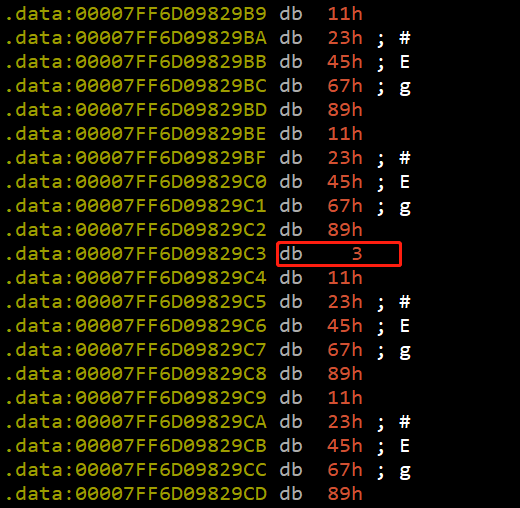 .data:00007FF6D09829B9 db 11h
.data:00007FF6D09829BA db 23h ; #
.data:00007FF6D09829BB db 45h ; E
.data:00007FF6D09829BC db 67h ; g
.data:00007FF6D09829BD db 89h
.data:00007FF6D09829BE db 11h
.data:00007FF6D09829BF db 23h ; #
.data:00007FF6D09829C0 db 45h ; E
.data:00007FF6D09829C1 db 67h ; g
.data:00007FF6D09829C2 db 89h
.data:00007FF6D09829C3 db 3
.data:00007FF6D09829C4 db 11h
.data:00007FF6D09829C5 db 23h ; #
.data:00007FF6D09829C6 db 45h ; E
.data:00007FF6D09829C7 db 67h ; g
.data:00007FF6D09829C8 db 89h
.data:00007FF6D09829C9 db 11h
.data:00007FF6D09829CA db 23h ; #
.data:00007FF6D09829CB db 45h ; E
.data:00007FF6D09829CC db 67h ; g
.data:00007FF6D09829CD db 89h